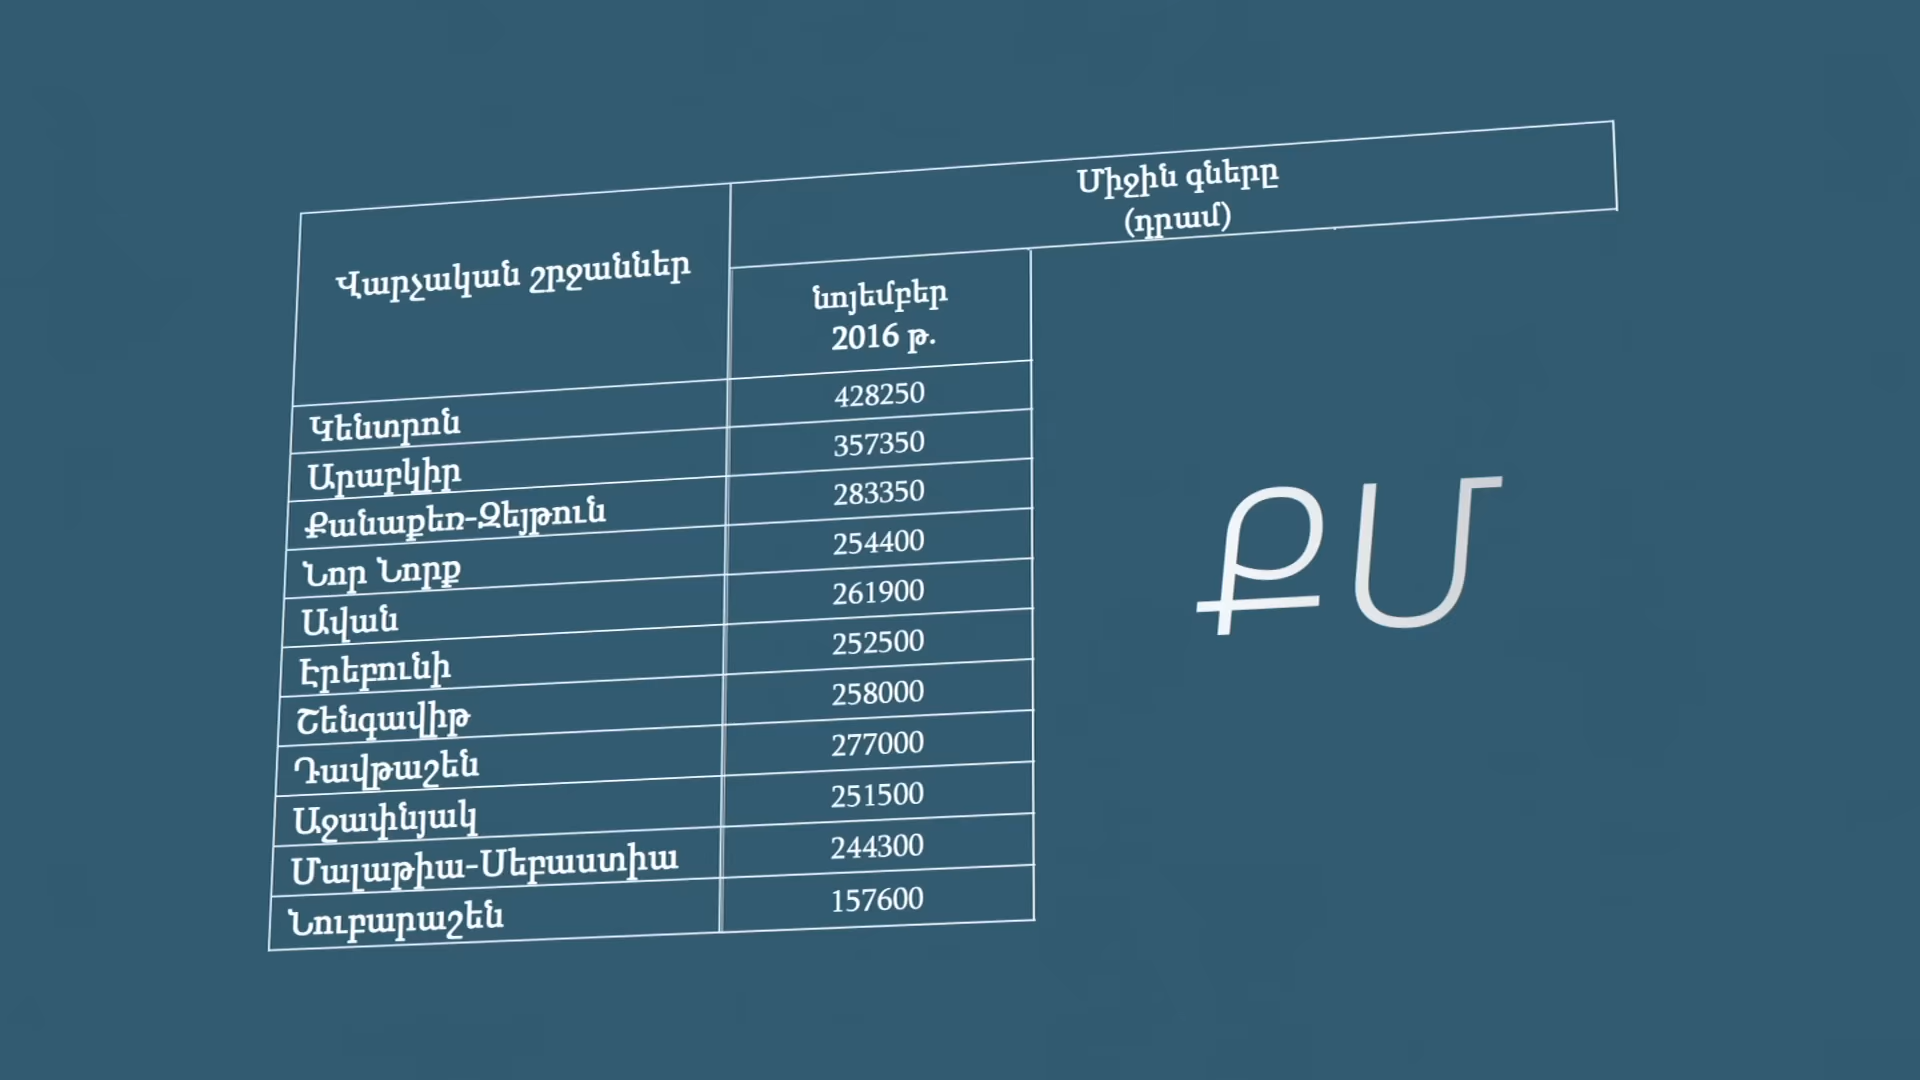 Վարչական շրջաններ
Միջին գները
(դրամ)
նոյեմբեր
2016 թ.
Կենտրոն 428250
Արաբկիր 357350
Քանաքեռ-Զեյթուն 283350
Նոր Նորք 254400
Ավան 261900
Էրեբունի 252500
Շենգավիթ 258000
Դավթաշեն 277000
Աջափնյակ 251500
Մալաթիա-Սեբաստիա 244300
Նուբարաշեն 157600
ՔՄ